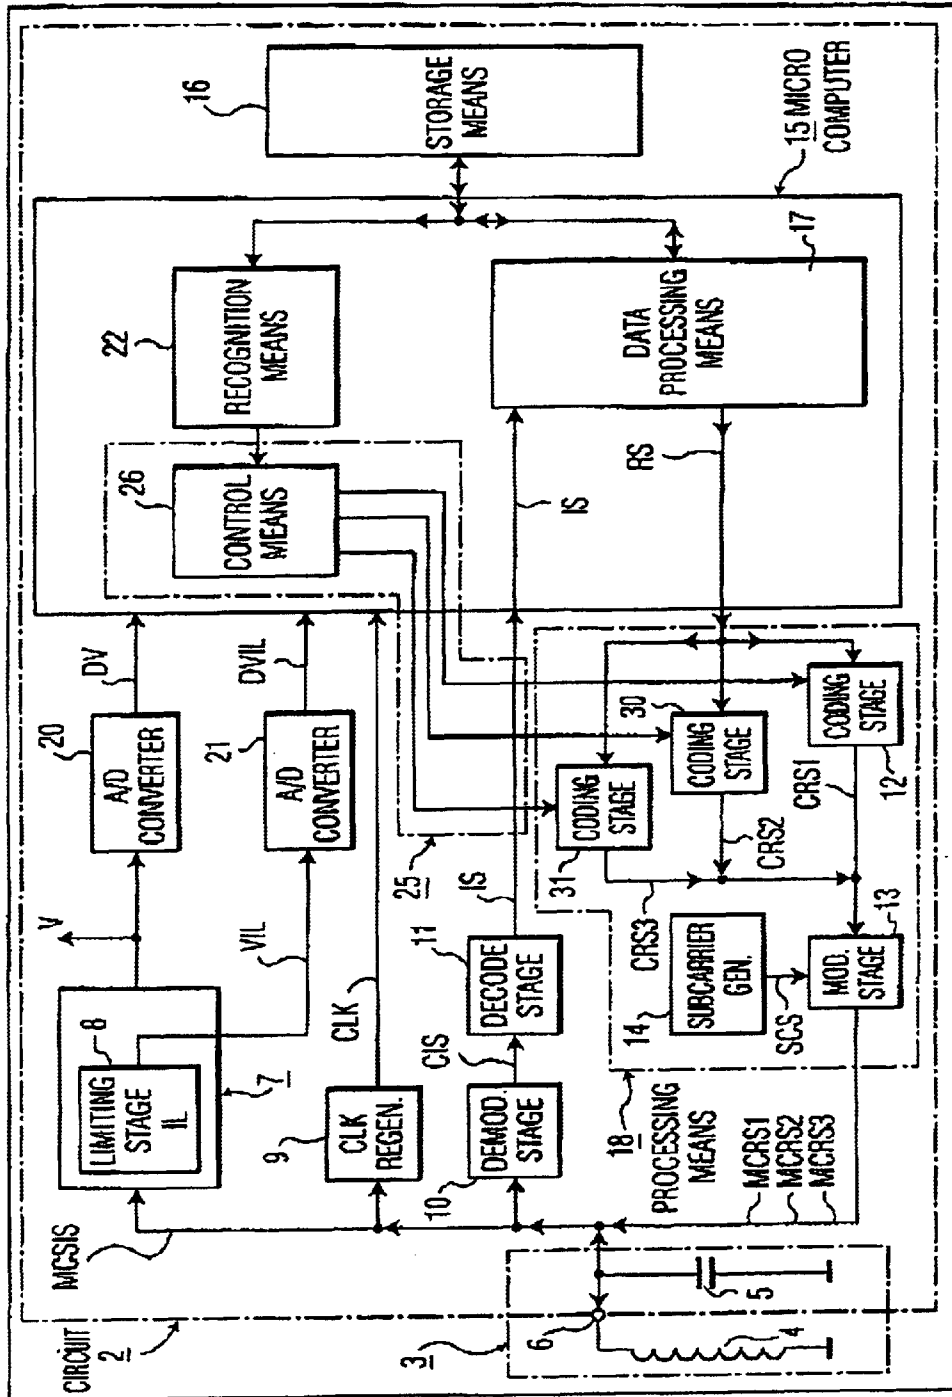 CIRCUIT
2
3
6
4
5
MCSIS
LIMITING
STAGE
IL
8
7
V
VIL
20
A/D
CONVERTER
DV
21
A/D
CONVERTER
DVIL
9
CLK
REGEN.
CLK
10
DEMOD.
STAGE
CIS
11
DECODE
STAGE
IS
25
26
CONTROL
MEANS
22
RECOGNITION
MEANS
16
STORAGE
MEANS
15 MICRO
COMPUTER
IS
17
DATA
PROCESSING
MEANS
RS
31
CODING
STAGE
30
CODING
STAGE
CODING
STAGE
12
CRS3
CRS2
CRS1
14
SUBCARRIER
GEN.
SCS
MOD.
STAGE
13
18
PROCESSING
MEANS
MCRS1
MCRS2
MCRS3